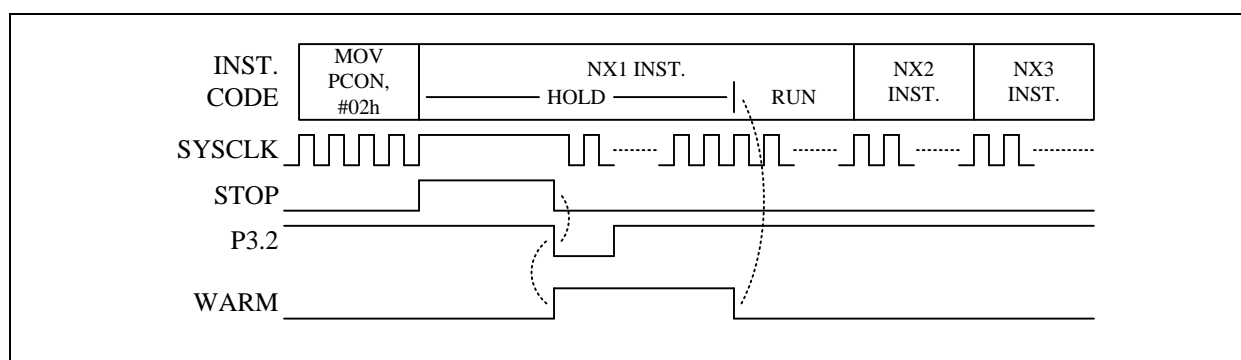 INST.
CODE
MOV
PCON,
#02h
NX1 INST.
HOLD
RUN
NX2
INST.
NX3
INST.
SYSCLK
STOP
P3.2
WARM